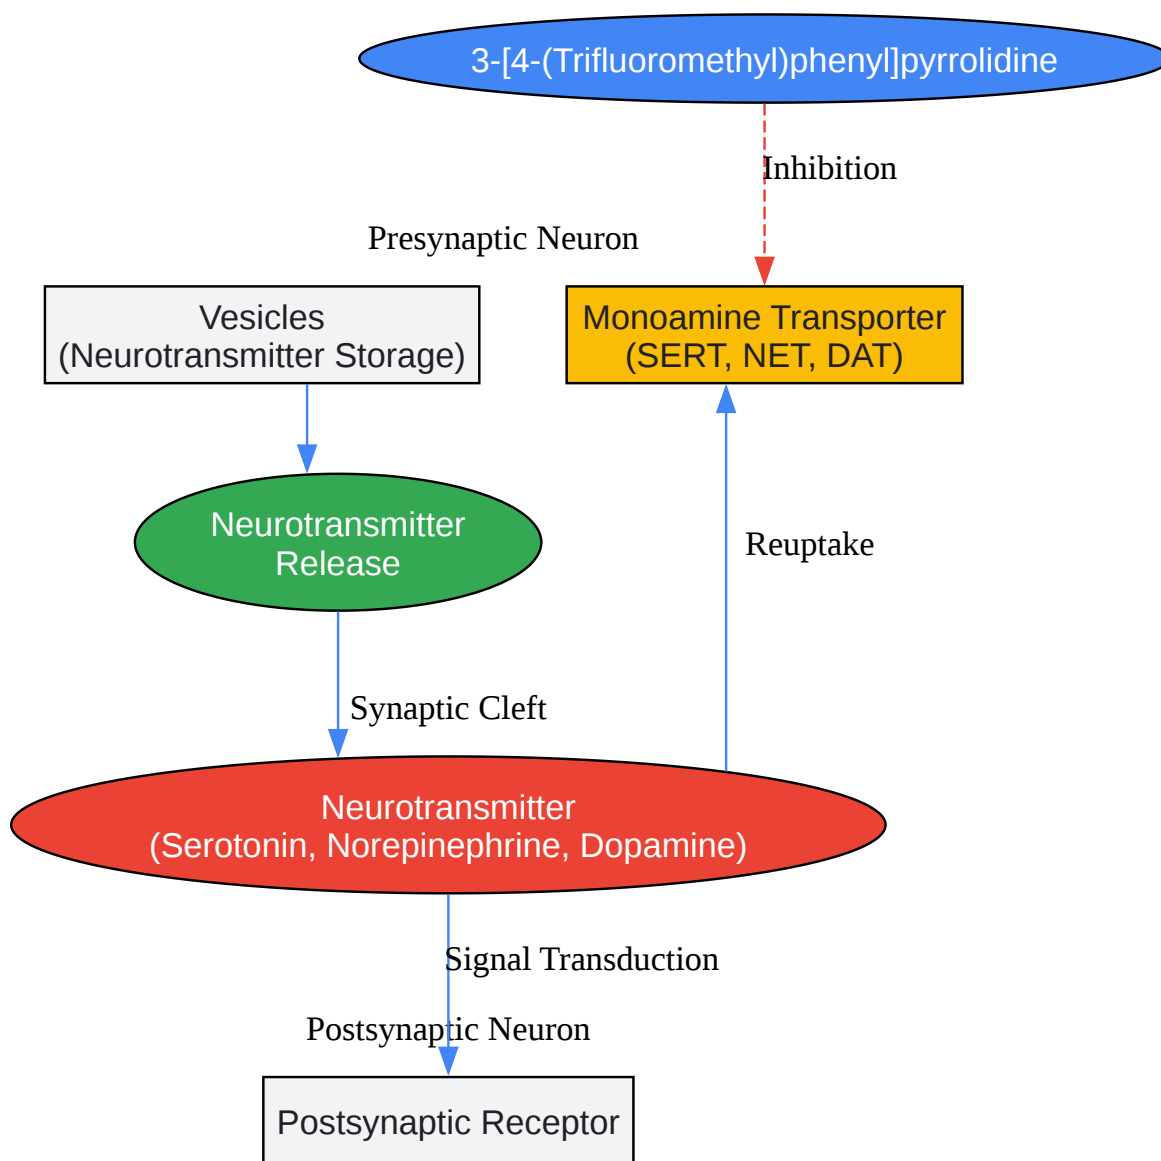 3-[4-(Trifluoromethyl)phenyl]pyrrolidine
Inhibition
Presynaptic Neuron
Vesicles
(Neurotransmitter Storage)
Monoamine Transporter
(SERT, NET, DAT)
Neurotransmitter
Release
Reuptake
Synaptic Cleft
Neurotransmitter
(Serotonin, Norepinephrine, Dopamine)
Signal Transduction
Postsynaptic Neuron
Postsynaptic Receptor